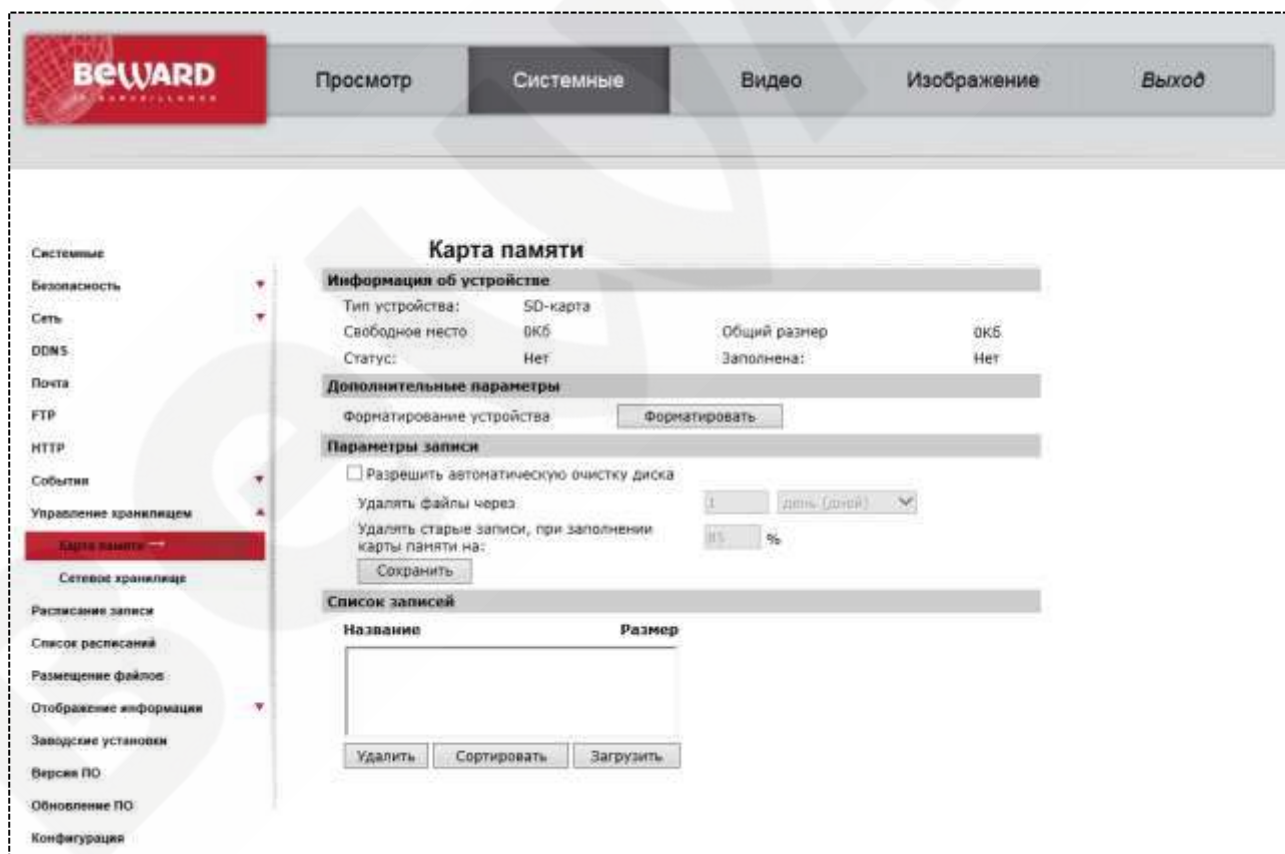 BEWARD
Просмотр
Системные
Видео
Изображение
Выход
Системные
Безопасность
Сеть
DDNS
Почта
FTP
HTTP
События
Управление хранилищем
Карта памяти
Сетевое хранилище
Расписание записи
Список расписаний
Размещение файлов
Отображение информации
Заводские установки
Версия ПО
Обновление ПО
Конфигурация
Карта памяти
Информация об устройстве
Тип устройства: SD-карта
Свободное место 0Кб Общий размер 0Кб
Статус: Нет Заполнена: Нет
Дополнительные параметры
Форматирование устройства Форматировать
Параметры записи
Разрешить автоматическую очистку диска
Удалять файлы через 1 день (дней)
Удалять старые записи, при заполнении
карты памяти на: 85 %
Сохранить
Список записей
Название Размер
Удалить Сортировать Загрузить